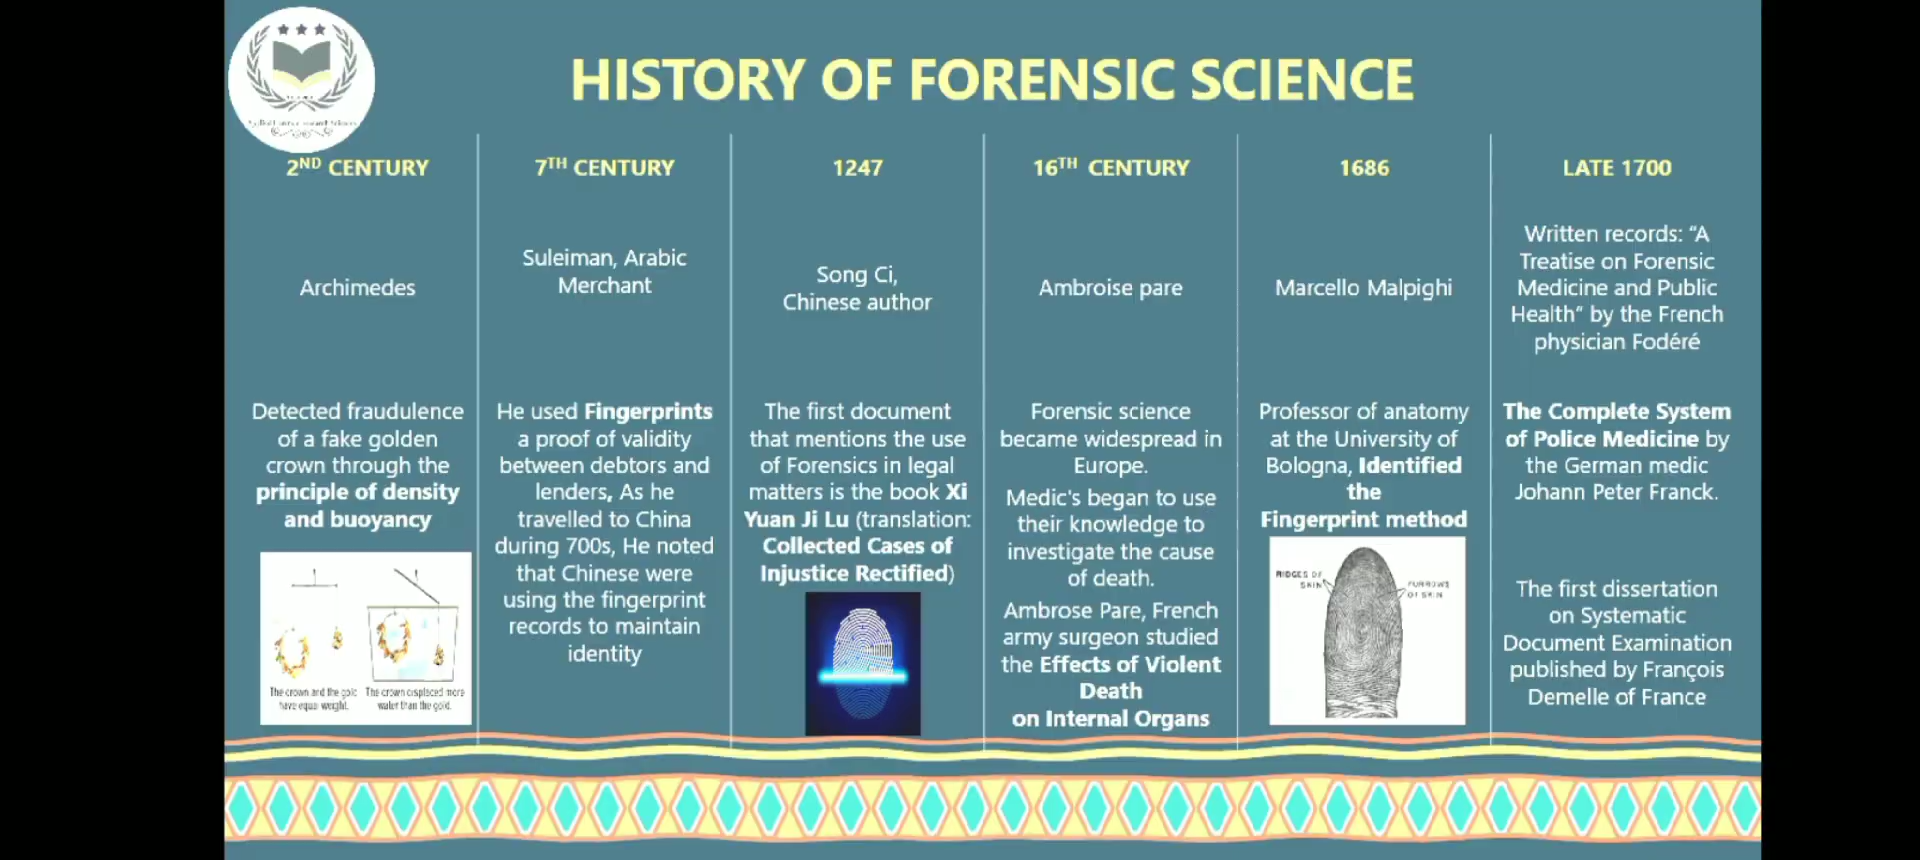 HISTORY OF FORENSIC SCIENCE
2ND CENTURY
Archimedes
Detected fraudulence
of a fake golden
crown through the
principle of density
and buoyancy
The crown and the gold
have equal weight.
The crown displaced more
water than the gold.
7TH CENTURY
Suleiman, Arabic
Merchant
He used Fingerprints
a proof of validity
between debtors and
lenders, As he
travelled to China
during 700s, He noted
that Chinese were
using the fingerprint
records to maintain
identity
1247
Song Ci,
Chinese author
The first document
that mentions the use
of Forensics in legal
matters is the book Xi
Yuan Ji Lu (translation:
Collected Cases of
Injustice Rectified)
16TH CENTURY
Ambroise pare
Forensic science
became widespread in
Europe.
Medic's began to use
their knowledge to
investigate the cause
of death.
Ambrose Pare, French
army surgeon studied
the Effects of Violent
Death
on Internal Organs
1686
Marcello Malpighi
Professor of anatomy
at the University of
Bologna, Identified
the
Fingerprint method
RIDGES OF
SKIN
FURROWS
OF SKIN
LATE 1700
Written records: “A
Treatise on Forensic
Medicine and Public
Health” by the French
physician Fodéré
The Complete System
of Police Medicine by
the German medic
Johann Peter Franck.
The first dissertation
on Systematic
Document Examination
published by François
Demelle of France